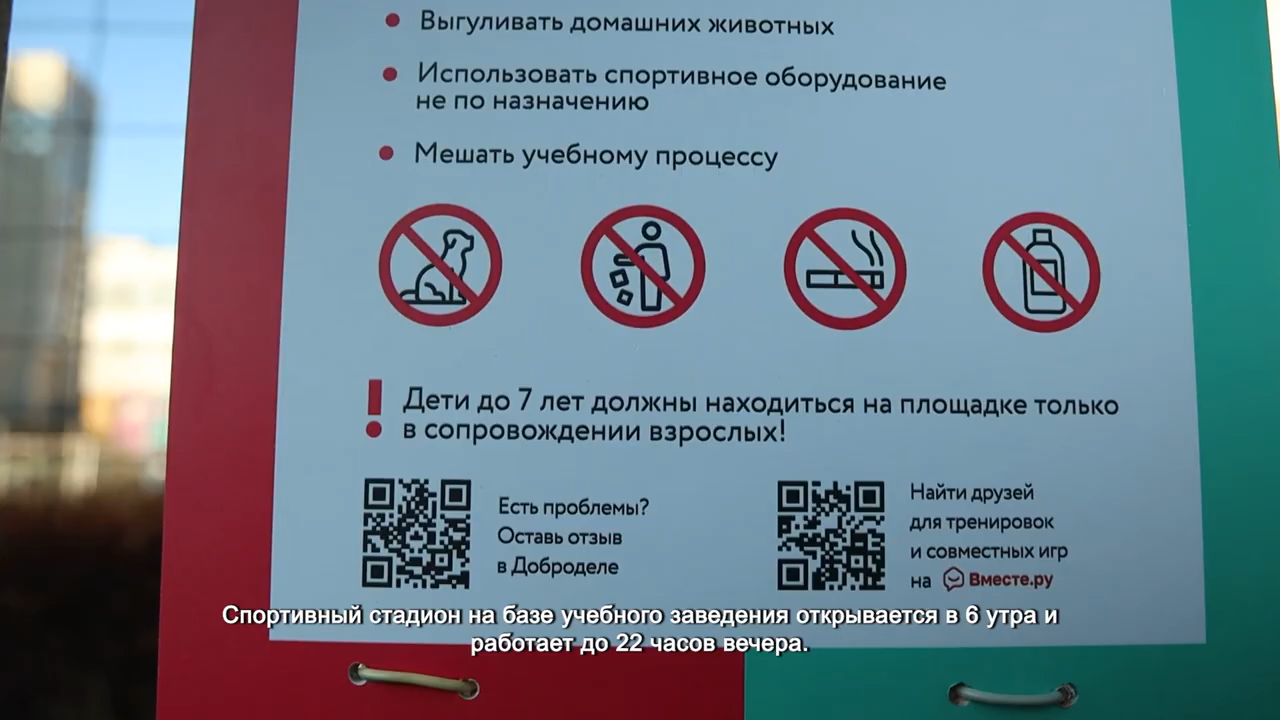 Выгуливать домашних животных
Использовать спортивное оборудование
не по назначению
Мешать учебному процессу
Дети до 7 лет должны находиться на площадке только
в сопровождении взрослых!
Есть проблемы?
Оставь отзыв
в Доброделе
Найти друзей
для тренировок
и совместных игр
на Вместе.ру
Спортивный стадион на базе учебного заведения открывается в 6 утра и
работает до 22 часов вечера.